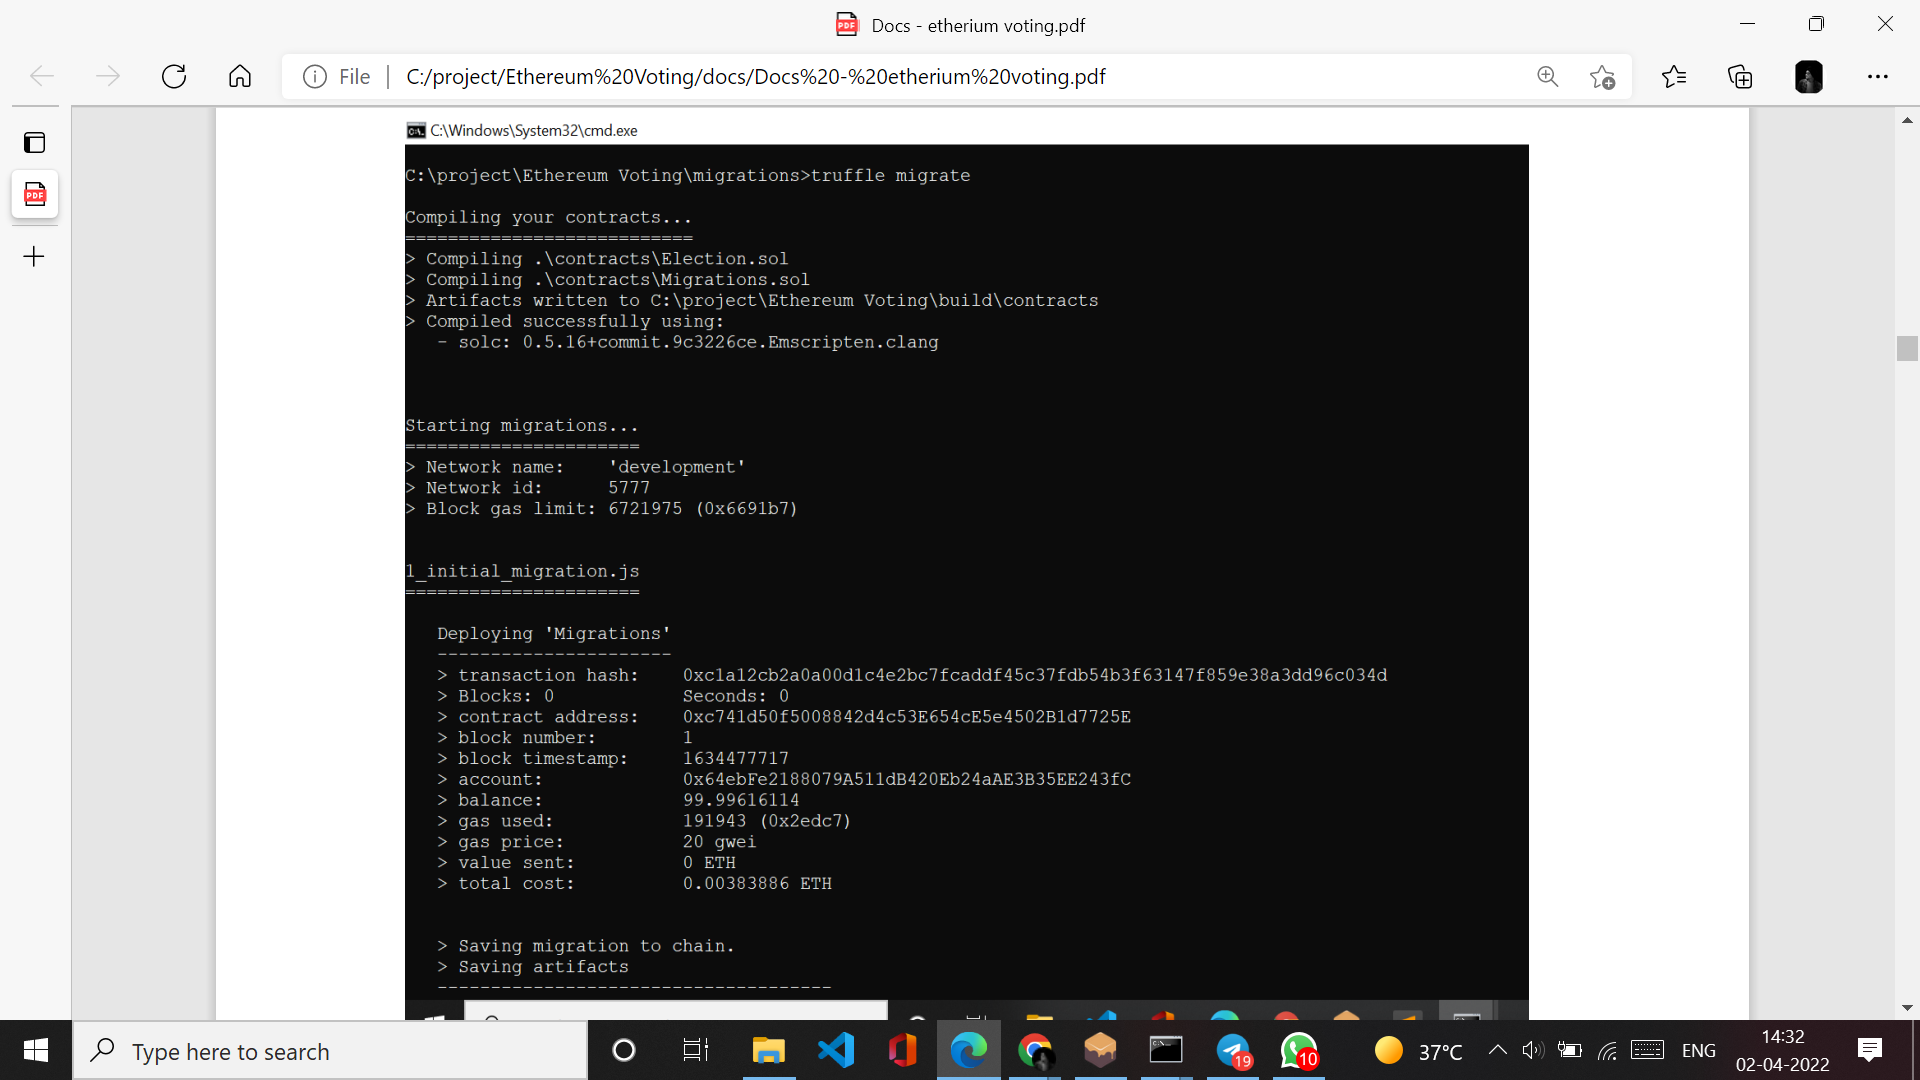 Docs - etherium voting.pdf
File
C:/project/Ethereum%20Voting/docs/Docs%20-%20etherium%20voting.pdf
C:\Windows\System32\cmd.exe
C:\project\Ethereum Voting\migrations>truffle migrate
Compiling your contracts...
===========================
> Compiling .\contracts\Election.sol
> Compiling .\contracts\Migrations.sol
> Artifacts written to C:\project\Ethereum Voting\build\contracts
> Compiled successfully using:
- solc: 0.5.16+commit.9c3226ce.Emscripten.clang
Starting migrations...
======================
> Network name: 'development'
> Network id: 5777
> Block gas limit: 6721975 (0x6691b7)
1_initial_migration.js
======================
Deploying 'Migrations'
----------------------
> transaction hash: 0xc1a12cb2a0a00d1c4e2bc7fcaddf45c37fdb54b3f63147f859e38a3dd96c034d
> Blocks: 0 Seconds: 0
> contract address: 0xc741d50f5008842d4c53E654cE5e4502B1d7725E
> block number: 1
> block timestamp: 1634477717
> account: 0x64ebFe2188079A511dB420Eb24aAE3B35EE243fC
> balance: 99.99616114
> gas used: 191943 (0x2edc7)
> gas price: 20 gwei
> value sent: 0 ETH
> total cost: 0.00383886 ETH
> Saving migration to chain.
> Saving artifacts
-------------------------------------
Type here to search
19
10
37°C
ENG
14:32
02-04-2022